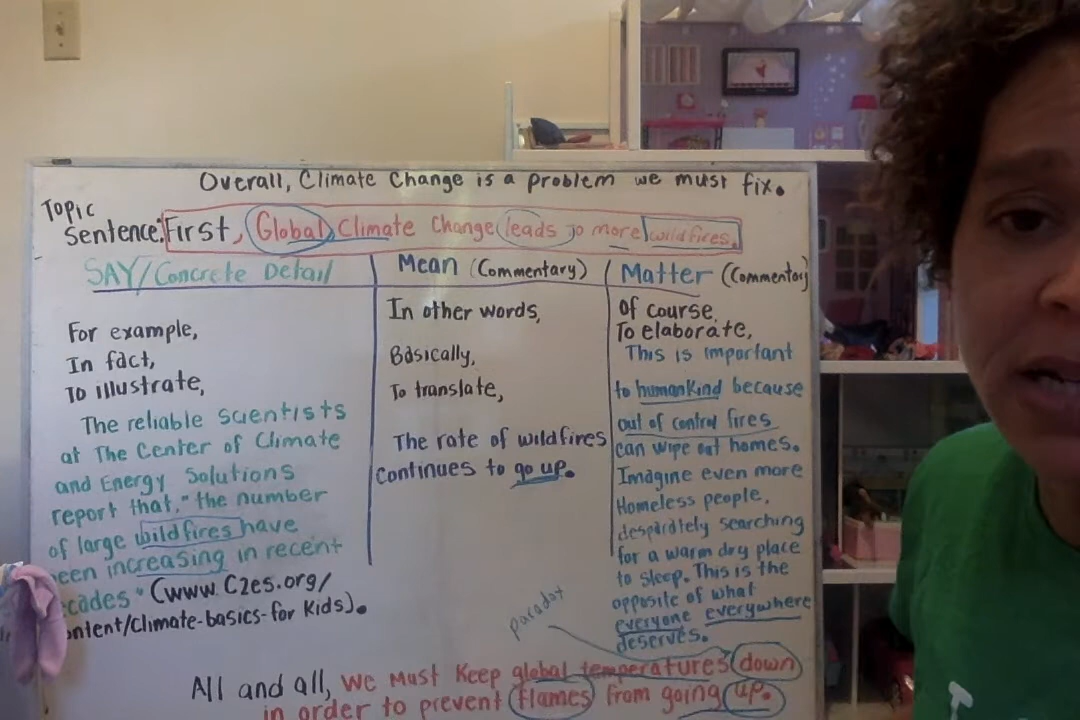 Overall, Climate Change is a problem we must fix.
Topic
Sentence: First, Global Climate Change leads to more wildfires.
SAY/Concrete Detail
For example,
In fact,
To illustrate,
The reliable scientists
at The Center of Climate
and Energy Solutions
report that, "the number
of large wildfires have
been increasing in recent
ecades" (www.C2es.org/
ontent/Climate-basics-for Kids).
Mean (Commentary)
In other words,
Basically,
To translate,
The rate of wildfires
continues to go up.
Matter (Commentary)
Of course,
To elaborate,
This is important
to humankind because
out of control fires
can wipe out homes.
Imagine even more
Homeless people,
desparately searching
for a warm dry place
to sleep. This is the
opposite of what
everyone everywhere
deserves.
paradox
All and all, we must keep global temperatures down
in order to prevent flames from going up.